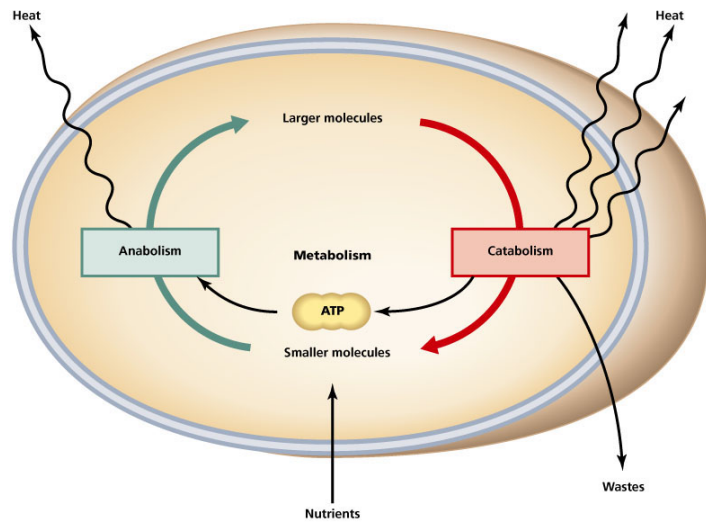 Heat
Heat
Larger molecules
Anabolism
Metabolism
Catabolism
ATP
Smaller molecules
Wastes
Nutrients